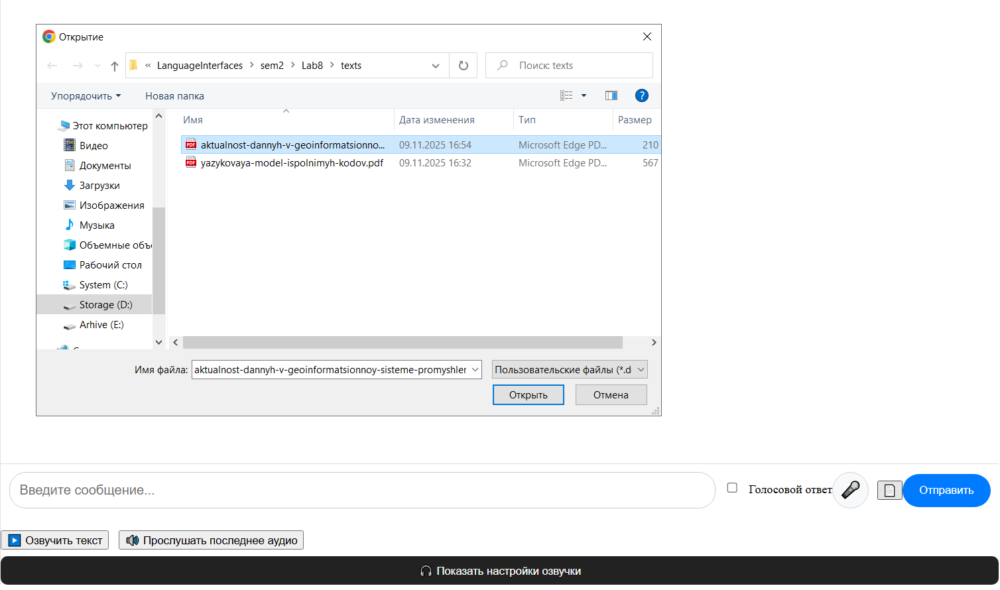 Открытие
« LanguageInterfaces > sem2 > Lab8 > texts
Поиск: texts
Упорядочить
Новая папка
?
Имя
Дата изменения
Тип
Размер
Этот компьютер
Видео
Документы
Загрузки
Изображения
Музыка
Объемные объ
Рабочий стол
System (C:)
Storage (D:)
Arhive (E:)
PDF aktualnost-dannyh-v-geoinformatsionno... 09.11.2025 16:54 Microsoft Edge PD... 210
PDF yazykovaya-model-ispolnimyh-kodov.pdf 09.11.2025 16:32 Microsoft Edge PD... 567
Имя файла: aktualnost-dannyh-v-geoinformatsionnoy-sisteme-promyshler
Пользовательские файлы (*.d
Открыть
Отмена
Введите сообщение...
Голосовой ответ
Отправить
Озвучить текст
Прослушать последнее аудио
Показать настройки озвучки